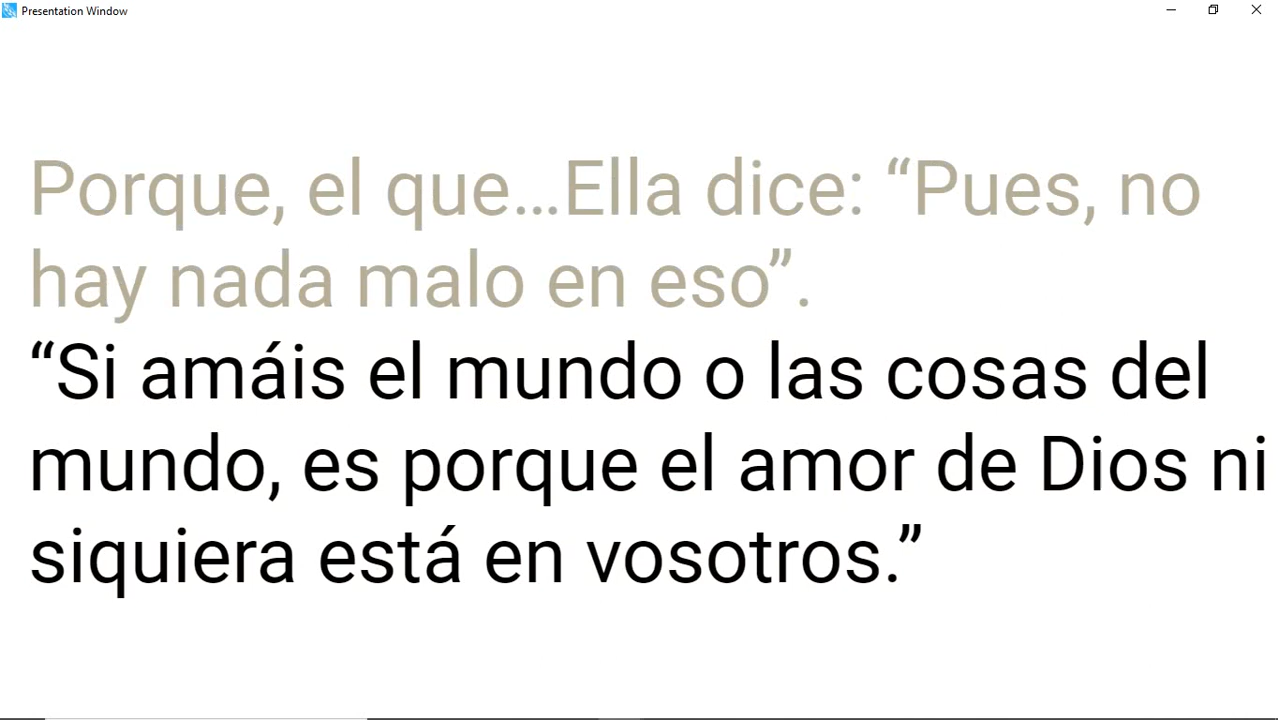 Presentation Window
Porque, el que…Ella dice: “Pues, no
hay nada malo en eso”.
“Si amáis el mundo o las cosas del
mundo, es porque el amor de Dios ni
siquiera está en vosotros.”